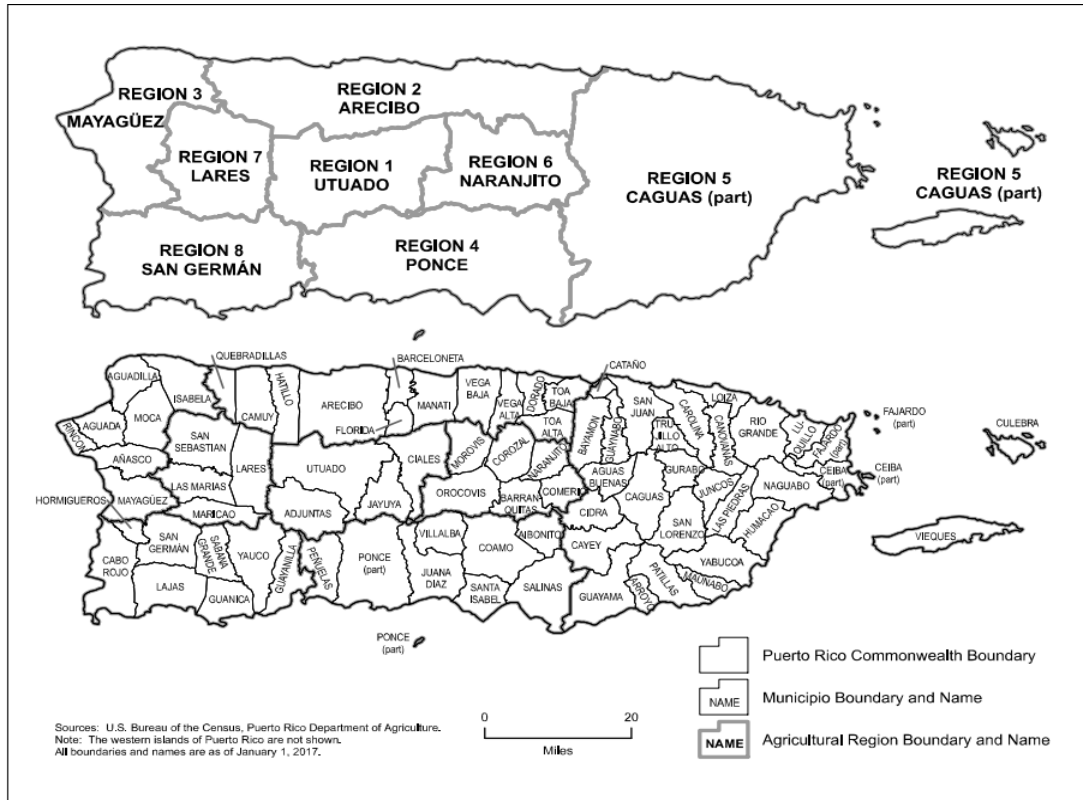 REGION 3
MAYAGÜEZ
REGION 2
ARECIBO
REGION 7
LARES
REGION 1
UTUADO
REGION 6
NARANJITO
REGION 5
CAGUAS (part)
REGION 5
CAGUAS (part)
REGION 8
SAN GERMÁN
REGION 4
PONCE
QUEBRADILLAS
BARCELONETA
CATAÑO
AGUADILLA
ISABELA
CAMUY
HATILLO
ARECIBO
FLORIDA
MANATI
VEGA
BAJA
VEGA
ALTA
DORADO
TOA
BAJA
TOA
ALTA
BAYAMON
GUAYNABO
SAN
JUAN
TRU
JILLO
ALTO
CAROLINA
LOIZA
CANOVANAS
RIO
GRANDE
LU
QUILLO
FAJARDO
(part)
FAJARDO
(part)
CULEBRA
RINCON
AGUADA
MOCA
AÑASCO
SAN
SEBASTIAN
LARES
UTUADO
CIALES
MOROVIS
COROZAL
NARANJITO
AGUAS
BUENAS
GURABO
CEIBA
(part)
CEIBA
(part)
HORMIGUEROS
MAYAGÜEZ
LAS MARIAS
MARICAO
ADJUNTAS
JAYUYA
OROCOVIS
BARRAN-
QUITAS
COMERIO
CIDRA
CAGUAS
JUNCOS
LAS PIEDRAS
NAGUABO
HUMACAO
SAN
LORENZO
VIEQUES
CABO
ROJO
SAN
GERMÁN
SABANA
GRANDE
YAUCO
GUAYANILLA
PEÑUELAS
PONCE
(part)
VILLALBA
COAMO
AIBONITO
CAYEY
YABUCOA
LAJAS
GUANICA
JUANA
DÍAZ
SANTA
ISABEL
SALINAS
GUAYAMA
ARROYO
PATILLAS
MAUNABO
PONCE
(part)
Puerto Rico Commonwealth Boundary
NAME
Municipio Boundary and Name
NAME
Agricultural Region Boundary and Name
0
20
Miles
Sources: U.S. Bureau of the Census, Puerto Rico Department of Agriculture.
Note: The western islands of Puerto Rico are not shown.
All boundaries and names are as of January 1, 2017.